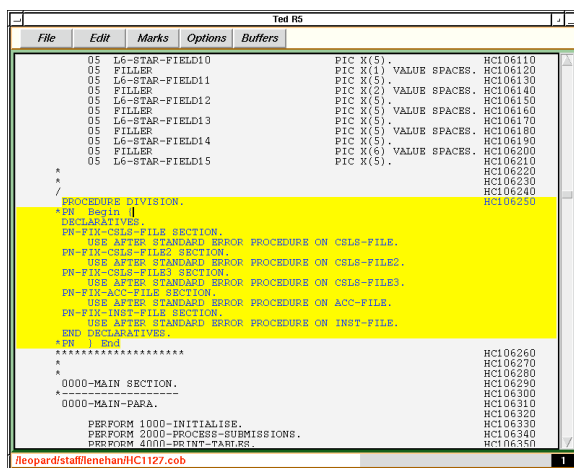 Ted R5
File Edit Marks Options Buffers
05 L6-STAR-FIELD10 PIC X(5). HC106110
05 FILLER PIC X(1) VALUE SPACES. HC106120
05 L6-STAR-FIELD11 PIC X(5). HC106130
05 FILLER PIC X(2) VALUE SPACES. HC106140
05 L6-STAR-FIELD12 PIC X(5). HC106150
05 FILLER PIC X(6) VALUE SPACES. HC106160
05 L6-STAR-FIELD13 PIC X(5). HC106170
05 FILLER PIC X(6) VALUE SPACES. HC106180
05 L6-STAR-FIELD14 PIC X(5). HC106190
05 FILLER PIC X(6) VALUE SPACES. HC106200
05 L6-STAR-FIELD15 PIC X(5). HC106210
* HC106220
* HC106230
/ HC106240
PROCEDURE DIVISION. HC106250
*PN Begin {
DECLARATIVES.
PN-FIX-CSLS-FILE SECTION.
USE AFTER STANDARD ERROR PROCEDURE ON CSLS-FILE.
PN-FIX-CSLS-FILE2 SECTION.
USE AFTER STANDARD ERROR PROCEDURE ON CSLS-FILE2.
PN-FIX-CSLS-FILE3 SECTION.
USE AFTER STANDARD ERROR PROCEDURE ON CSLS-FILE3.
PN-FIX-ACC-FILE SECTION.
USE AFTER STANDARD ERROR PROCEDURE ON ACC-FILE.
PN-FIX-INST-FILE SECTION.
USE AFTER STANDARD ERROR PROCEDURE ON INST-FILE.
END DECLARATIVES.
*PN } End
******************** HC106260
* HC106270
* HC106280
0000-MAIN SECTION. HC106290
*------------------ HC106300
0000-MAIN-PARA. HC106310
HC106320
PERFORM 1000-INITIALISE. HC106330
PERFORM 2000-PROCESS-SUBMISSIONS. HC106340
PERFORM 4000-PRINT-TABLES. HC106350
/leopard/staff/lenehan/HC1127.cob 1